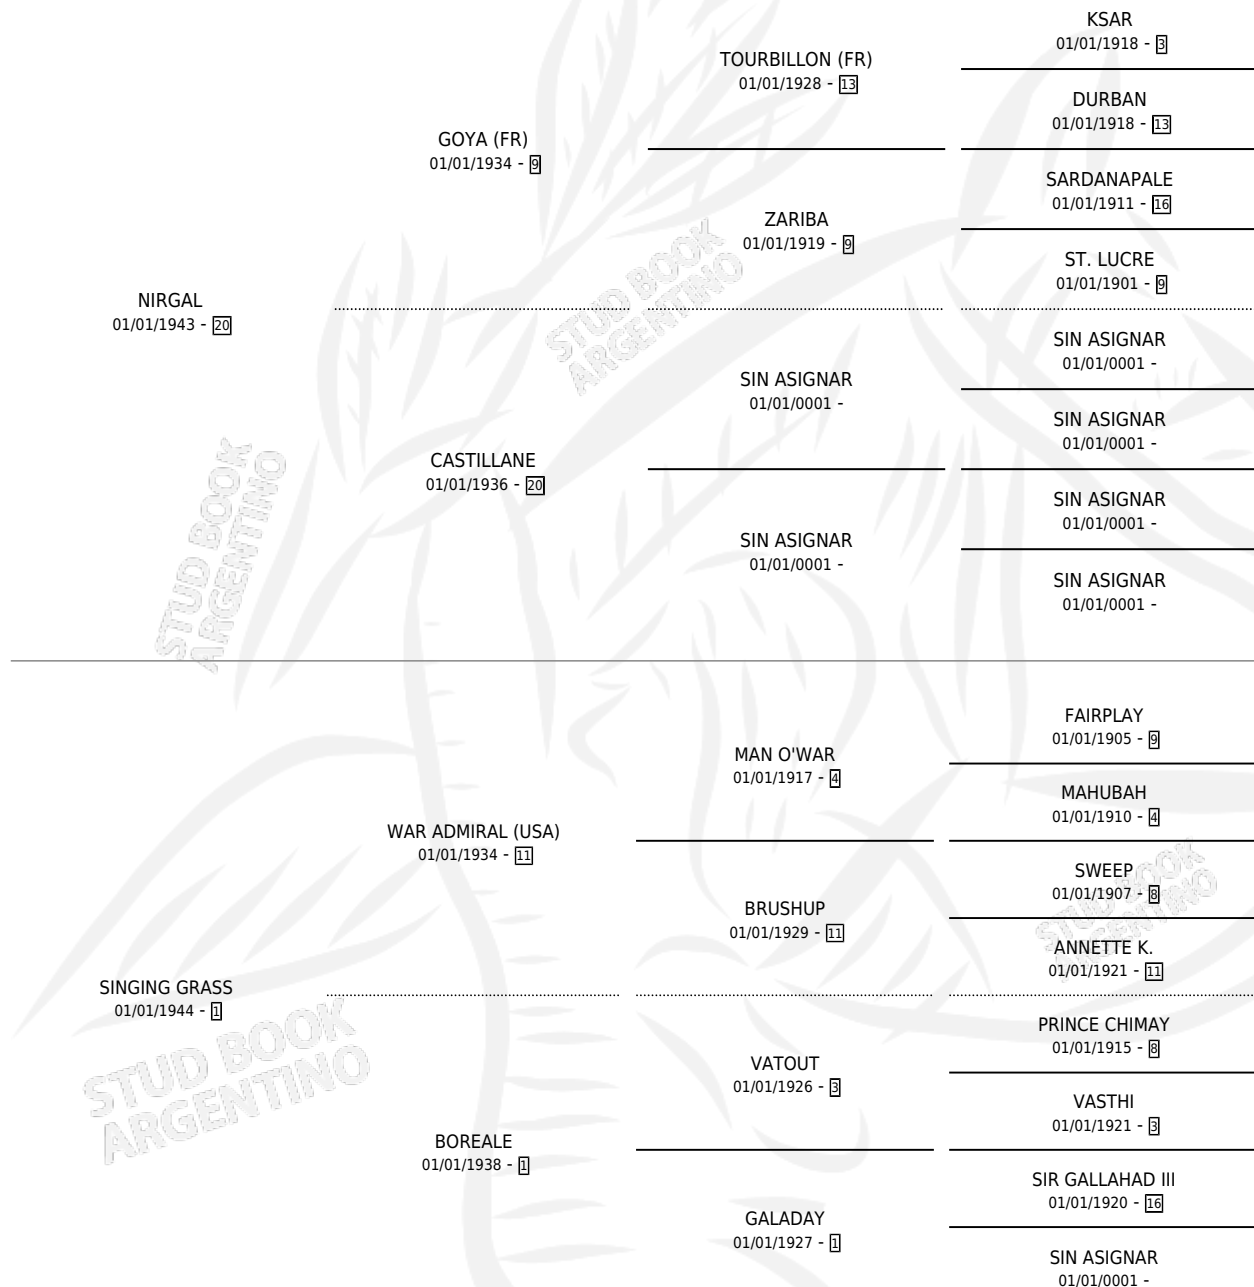 KSAR
01/01/1918 - 3
TOURBILLON (FR)
01/01/1928 - 13
DURBAN
01/01/1918 - 13
GOYA (FR)
01/01/1934 - 9
SARDANAPALE
01/01/1911 - 16
ZARIBA
01/01/1919 - 9
ST. LUCRE
01/01/1901 - 9
NIRGAL
01/01/1943 - 20
SIN ASIGNAR
01/01/0001 -
SIN ASIGNAR
01/01/0001 -
SIN ASIGNAR
01/01/0001 -
CASTILLANE
01/01/1936 - 20
SIN ASIGNAR
01/01/0001 -
SIN ASIGNAR
01/01/0001 -
SIN ASIGNAR
01/01/0001 -
STUD BOOK
ARGENTINO
STUD BOOK
ARGENTINO
FAIRPLAY
01/01/1905 - 9
MAN O'WAR
01/01/1917 - 4
MAHUBAH
01/01/1910 - 4
WAR ADMIRAL (USA)
01/01/1934 - 11
SWEEP
01/01/1907 - 8
BRUSHUP
01/01/1929 - 11
ANNETTE K.
01/01/1921 - 11
SINGING GRASS
01/01/1944 - 1
PRINCE CHIMAY
01/01/1915 - 8
VATOUT
01/01/1926 - 3
VASTHI
01/01/1921 - 3
BOREALE
01/01/1938 - 1
SIR GALLAHAD III
01/01/1920 - 16
GALADAY
01/01/1927 - 1
SIN ASIGNAR
01/01/0001 -
STUD BOOK
ARGENTINO
STUD BOOK
ARGENTINO